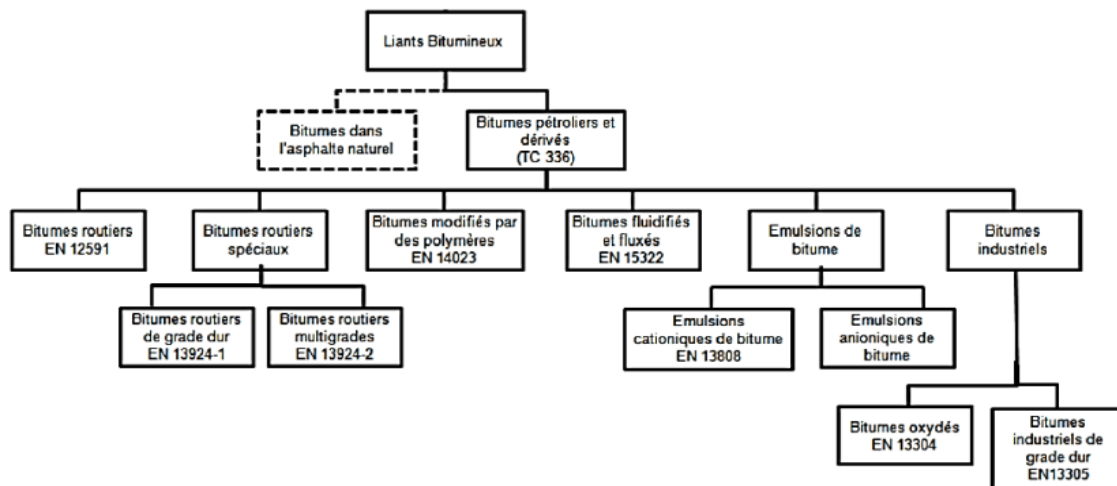 Liants Bitumineux
Bitumes dans
l'asphalte naturel
Bitumes pétroliers et
dérivés
(TC 336)
Bitumes routiers
EN 12591
Bitumes routiers
spéciaux
Bitumes modifiés par
des polymères
EN 14023
Bitumes fluidifiés
et fluxés
EN 15322
Emulsions de
bitume
Bitumes
industriels
Bitumes routiers
de grade dur
EN 13924-1
Bitumes routiers
multigrades
EN 13924-2
Emulsions
cationiques de bitume
EN 13808
Emulsions
anioniques de
bitume
Bitumes oxydés
EN 13304
Bitumes
industriels de
grade dur
EN13305